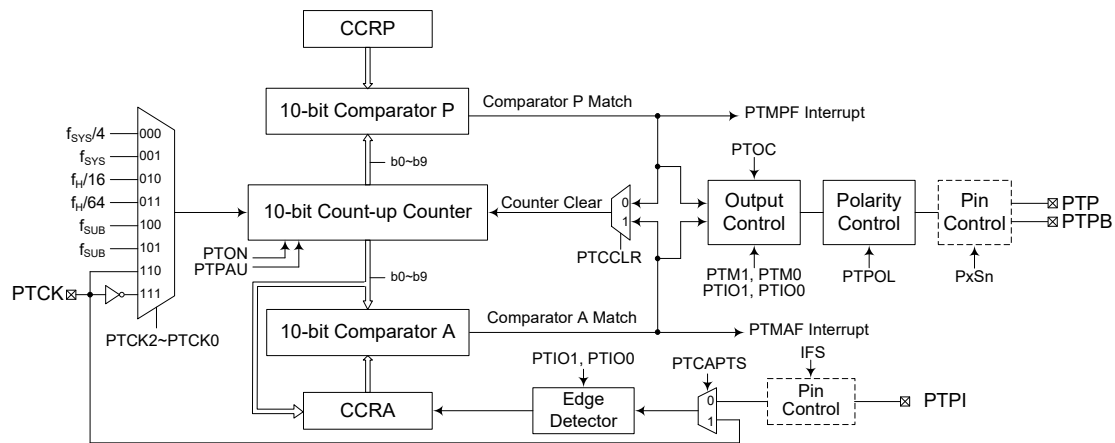 CCRP
10-bit Comparator P
Comparator P Match
PTMPF Interrupt
fSYS/4
000
fSYS
001
fH/16
010
fH/64
011
fSUB
100
fSUB
101
110
111
PTCK
PTCK2~PTCK0
b0~b9
10-bit Count-up Counter
PTON
PTPAU
Counter Clear
0
1
PTCCLR
PTOC
Output
Control
PTM1, PTM0
PTIO1, PTIO0
Polarity
Control
PTPOL
Pin
Control
PxSn
PTP
PTPB
b0~b9
10-bit Comparator A
Comparator A Match
PTMAF Interrupt
CCRA
PTIO1, PTIO0
Edge
Detector
PTCAPTS
0
1
IFS
Pin
Control
PTPI